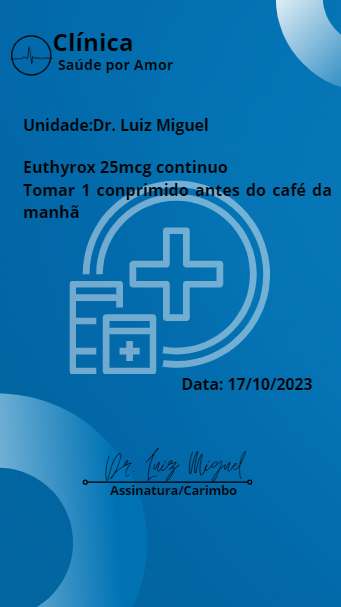 Clínica
Saúde por Amor
Unidade:Dr. Luiz Miguel
Euthyrox 25mcg continuo
Tomar 1 conprimido antes do café da
manhã
Data: 17/10/2023
Dr. Luiz Miguel
Assinatura/Carimbo